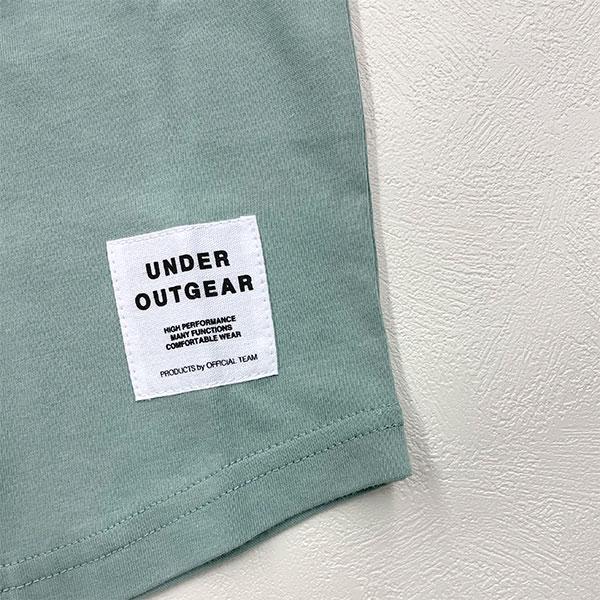 UNDER
OUTGEAR
HIGH PERFORMANCE
MANY FUNCTIONS
COMFORTABLE WEAR
PRODUCTS by OFFICIAL TEAM